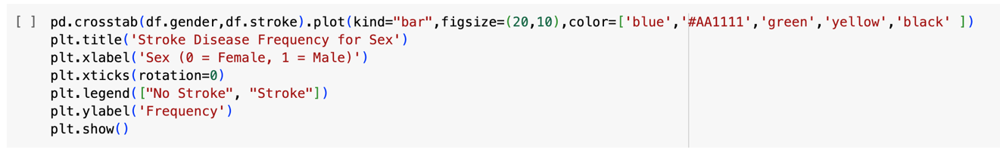 [ ] pd.crosstab(df.gender,df.stroke).plot(kind="bar",figsize=(20,10),color=['blue','#AA1111','green','yellow','black' ])
plt.title('Stroke Disease Frequency for Sex')
plt.xlabel('Sex (0 = Female, 1 = Male)')
plt.xticks(rotation=0)
plt.legend(["No Stroke", "Stroke"])
plt.ylabel('Frequency')
plt.show()